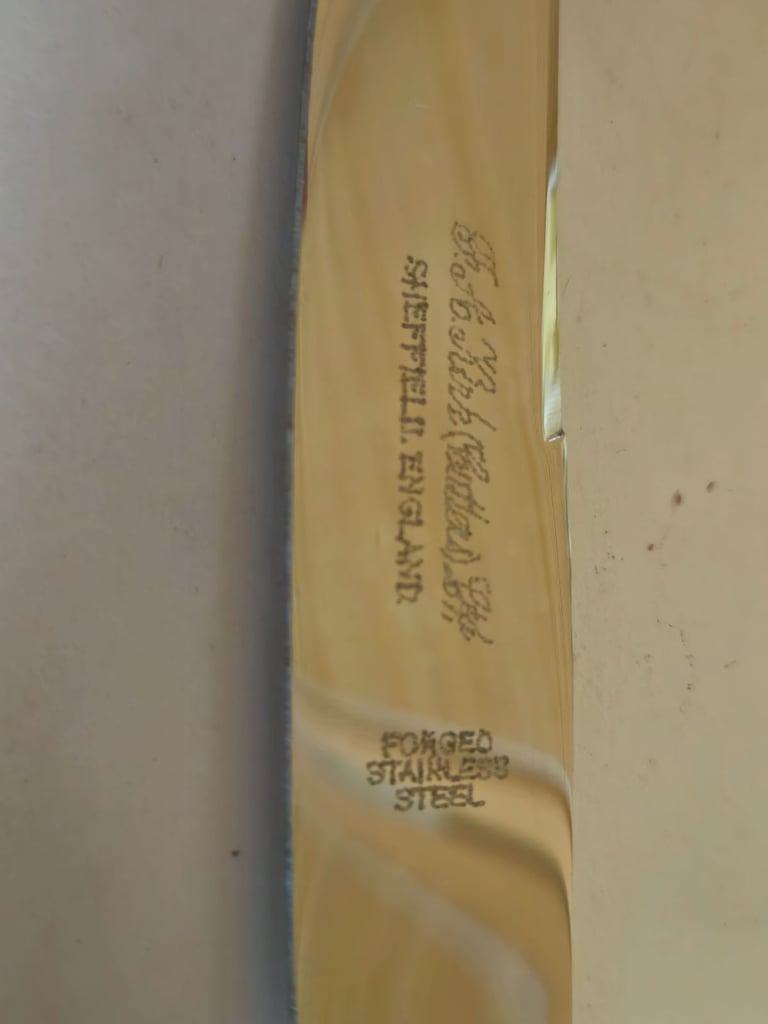 (Cutlers) Ltd
SHEFFIELD. ENGLAND.
FORGED
STAINLESS
STEEL